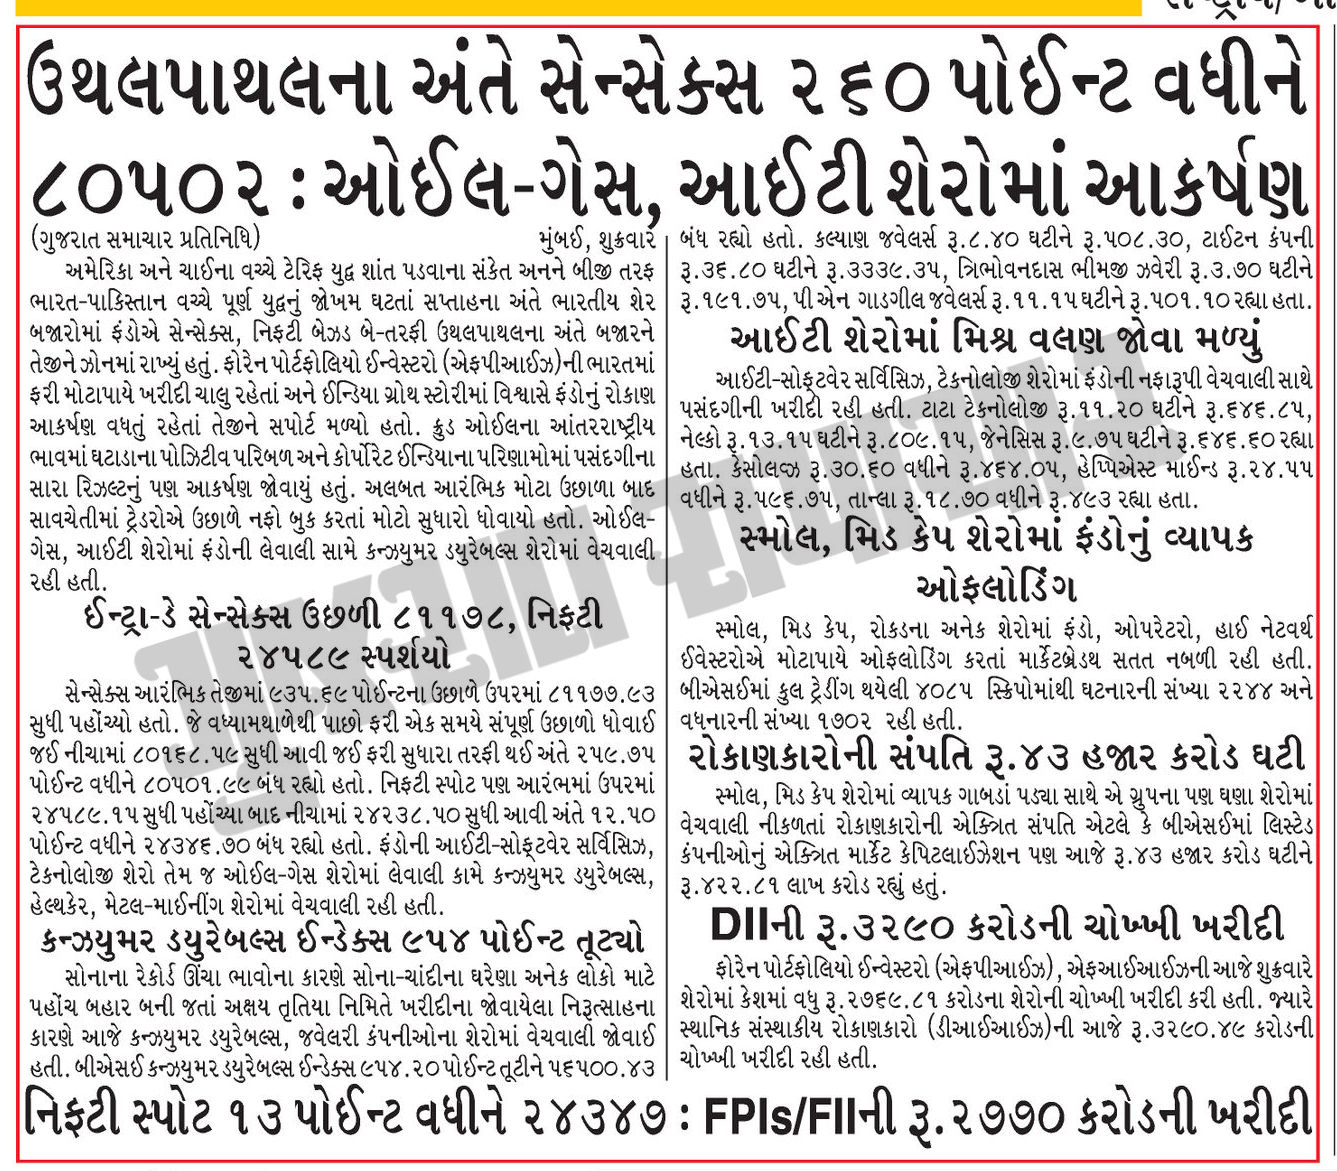 ઉથલપાથલના અંતે સેન્સેક્સ ૨૬૦ પોઈન્ટ વધીને
૮૦૫૦૨ : ઓઈલ-ગેસ, આઈટી શેરોમાં આકર્ષણ
(ગુજરાત સમાચાર પ્રતિનિધિ) મુંબઈ, શુક્રવાર
અમેરિકા અને ચાઈના વચ્ચે ટેરિફ યુદ્ધ શાંત પડવાના સંકેત અનને બીજી તરફ
ભારત-પાકિસ્તાન વચ્ચે પૂર્ણ યુદ્ધનું જોખમ ઘટતાં સપ્તાહના અંતે ભારતીય શેર
બજારોમાં ફંડોએ સેન્સેક્સ, નિફટી બેઝડ બે-તરફી ઉથલપાથલના અંતે બજારને
તેજીને ઝોનમાં રાખ્યું હતું. ફોરેન પોર્ટફોલિયો ઈન્વેસ્ટરો (એફપીઆઈઝ)ની ભારતમાં
ફરી મોટાપાયે ખરીદી ચાલુ રહેતાં અને ઈન્ડિયા ગ્રોથ સ્ટોરીમાં વિશ્વાસે ફંડોનું રોકાણ
આકર્ષણ વધતું રહેતાં તેજીને સપોર્ટ મળ્યો હતો. ક્રુડ ઓઈલના આંતરરાષ્ટ્રીય
ભાવમાં ઘટાડાના પોઝિટીવ પરિબળ અને કોર્પોરેટ ઈન્ડિયાના પરિણામોમાં પસંદગીના
સારા રિઝલ્ટનું પણ આકર્ષણ જોવાયું હતું. અલબત આરંભિક મોટા ઉછાળા બાદ
સાવચેતીમાં ટ્રેડરોએ ઉછાળે નફો બુક કરતાં મોટો સુધારો ધોવાયો હતો. ઓઈલ-
ગેસ, આઈટી શેરોમાં ફંડોની લેવાલી સામે કન્ઝયુમર ડયુરેબલ્સ શેરોમાં વેચવાલી
રહી હતી.
ઈન્ટ્રા-ડે સેન્સેક્સ ઉછળી ૮૧૧૭૮, નિફટી
૨૪૫૮૯ સ્પર્શયો
સેન્સેક્સ આરંભિક તેજીમાં ૯૩૫.૬૯ પોઈન્ટના ઉછાળે ઉપરમાં ૮૧૧૭૭.૯૩
સુધી પહોંચ્યો હતો. જે વધ્યામથાળેથી પાછો ફરી એક સમયે સંપૂર્ણ ઉછાળો ધોવાઈ
જઈ નીચામાં ૮૦૧૬૮.૫૯ સુધી આવી જઈ ફરી સુધારા તરફી થઈ અંતે ૨૫૯.૭૫
પોઈન્ટ વધીને ૮૦૫૦૧.૯૯ બંધ રહ્યો હતો. નિફટી સ્પોટ પણ આરંભમાં ઉપરમાં
૨૪૫૮૯.૧૫ સુધી પહોંચ્યા બાદ નીચામાં ૨૪૨૩૮.૫૦ સુધી આવી અંતે ૧૨.૫૦
પોઈન્ટ વધીને ૨૪૩૪૬.૭૦ બંધ રહ્યો હતો. ફંડોની આઈટી-સોફ્ટવેર સર્વિસિઝ,
ટેકનોલોજી શેરો તેમ જ ઓઈલ-ગેસ શેરોમાં લેવાલી કામે કન્ઝયુમર ડયુરેબલ્સ,
હેલ્થકેર, મેટલ-માઈનીંગ શેરોમાં વેચવાલી રહી હતી.
કન્ઝયુમર ડયુરેબલ્સ ઈન્ડેક્સ ૯૫૪ પોઈન્ટ તૂટ્યો
સોનાના રેકોર્ડ ઊંચા ભાવોના કારણે સોના-ચાંદીના ઘરેણા અનેક લોકો માટે
પહોંચ બહાર બની જતાં અક્ષય તૃતિયા નિમિતે ખરીદીના જોવાયેલા નિરૂત્સાહના
કારણે આજે કન્ઝયુમર ડયુરેબલ્સ, જવેલરી કંપનીઓના શેરોમાં વેચવાલી જોવાઈ
હતી. બીએસઈ કન્ઝયુમર ડયુરેબલ્સ ઈન્ડેક્સ ૯૫૪.૨૦ પોઈન્ટ તૂટીને ૫૬૫૦૦.૪૩
બંધ રહ્યો હતો. કલ્યાણ જવેલર્સ રૂ.૮.૪૦ ઘટીને રૂ.૫૦૮.૩૦, ટાઈટન કંપની
રૂ.૩૬.૮૦ ઘટીને રૂ.૩૩૩૯.૩૫, ત્રિભોવનદાસ ભીમજી ઝવેરી રૂ.૩.૭૦ ઘટીને
રૂ.૧૯૧.૭૫, પી એન ગાડગીલ જવેલર્સ રૂ.૧૧.૧૫ ઘટીને રૂ.૫૦૧.૧૦ રહ્યા હતા.
આઈટી શેરોમાં મિશ્ર વલણ જોવા મળ્યું
આઈટી-સોફટવેર સર્વિસિઝ, ટેકનોલોજી શેરોમાં ફંડોની નફારૂપી વેચવાલી સાથે
પસંદગીની ખરીદી રહી હતી. ટાટા ટેકનોલોજી રૂ.૧૧.૨૦ ઘટીને રૂ.૬૪૬.૮૫,
નેલ્કો રૂ.૧૩.૧૫ ઘટીને રૂ.૮૦૯.૧૫, જેનેસિસ રૂ.૯.૭૫ ઘટીને રૂ.૬૪૬.૬૦ રહ્યા
હતા. કેસોલવ્ઝ રૂ.૩૦.૬૦ વધીને રૂ.૪૬૪.૦૫, હેપ્પિએસ્ટ માઈન્ડ રૂ.૨૪.૫૫
વધીને રૂ.૫૯૬.૭૫, તાન્લા રૂ.૧૮.૭૦ વધીને રૂ.૪૯૩ રહ્યા હતા.
સ્મોલ, મિડ કેપ શેરોમાં ફંડોનું વ્યાપક
ઓફલોડિંગ
સ્મોલ, મિડ કેપ, રોકડના અનેક શેરોમાં ફંડો, ઓપરેટરો, હાઈ નેટવર્થ
ઈવેસ્ટરોએ મોટાપાયે ઓફલોડિંગ કરતાં માર્કેટબ્રેડથ સતત નબળી રહી હતી.
બીએસઈમાં કુલ ટ્રેડીંગ થયેલી ૪૦૮૫ સ્ક્રિપોમાંથી ઘટનારની સંખ્યા ૨૨૪૪ અને
વધનારની સંખ્યા ૧૭૦૨ રહી હતી.
રોકાણકારોની સંપતિ રૂ.૪૩ હજાર કરોડ ઘટી
સ્મોલ, મિડ કેપ શેરોમાં વ્યાપક ગાબડાં પડ્યા સાથે એ ગ્રુપના પણ ઘણા શેરોમાં
વેચવાલી નીકળતાં રોકાણકારોની એક્ત્રિત સંપતિ એટલે કે બીએસઈમાં લિસ્ટેડ
કંપનીઓનું એક્ત્રિત માર્કેટ કેપિટલાઈઝેશન પણ આજે રૂ.૪૩ હજાર કરોડ ઘટીને
રૂ.૪૨૨.૮૧ લાખ કરોડ રહ્યું હતું.
DIIની રૂ.૩૨૯૦ કરોડની ચોખ્ખી ખરીદી
ફોરેન પોર્ટફોલિયો ઈન્વેસ્ટરો (એફપીઆઈઝ), એફઆઈઆઈઝની આજે શુક્રવારે
શેરોમાં કેશમાં વધુ રૂ.૨૭૬૯.૮૧ કરોડના શેરોની ચોખ્ખી ખરીદી કરી હતી. જ્યારે
સ્થાનિક સંસ્થાકીય રોકાણકારો (ડીઆઈઆઈઝ)ની આજે રૂ.૩૨૯૦.૪૯ કરોડની
ચોખ્ખી ખરીદી રહી હતી.
નિફટી સ્પોટ ૧૩ પોઈન્ટ વધીને ૨૪૩૪૭ : FPIs/FIIની રૂ.૨૭૭૦ કરોડની ખરીદી
ગુજરાત સમાચાર